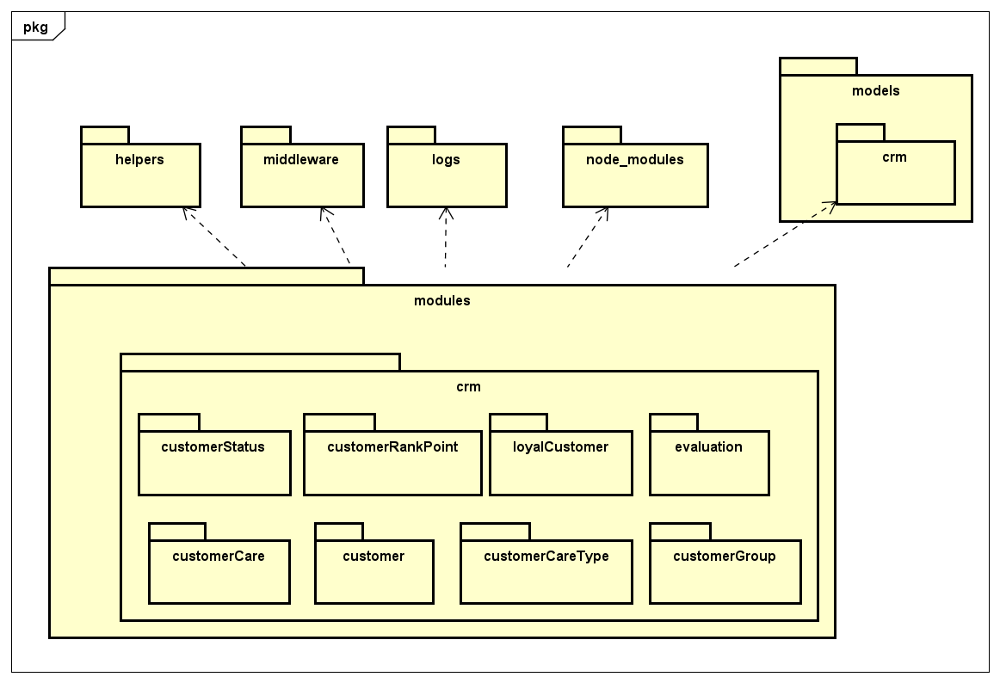 pkg
models
helpers
middleware
logs
node_modules
crm
modules
crm
customerStatus
customerRankPoint
loyalCustomer
evaluation
customerCare
customer
customerCareType
customerGroup